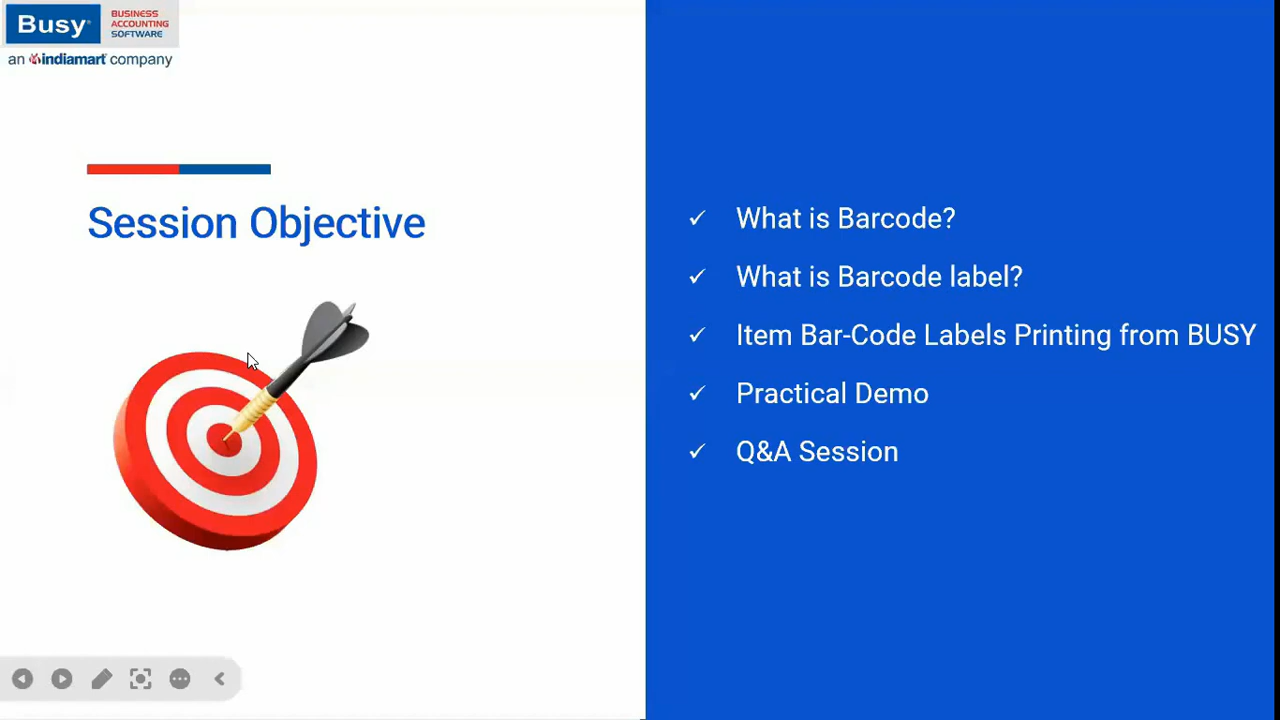 Busy
BUSINESS
ACCOUNTING
SOFTWARE
an indiamart company
Session Objective
✓ What is Barcode?
✓ What is Barcode label?
✓ Item Bar-Code Labels Printing from BUSY
✓ Practical Demo
✓ Q&A Session